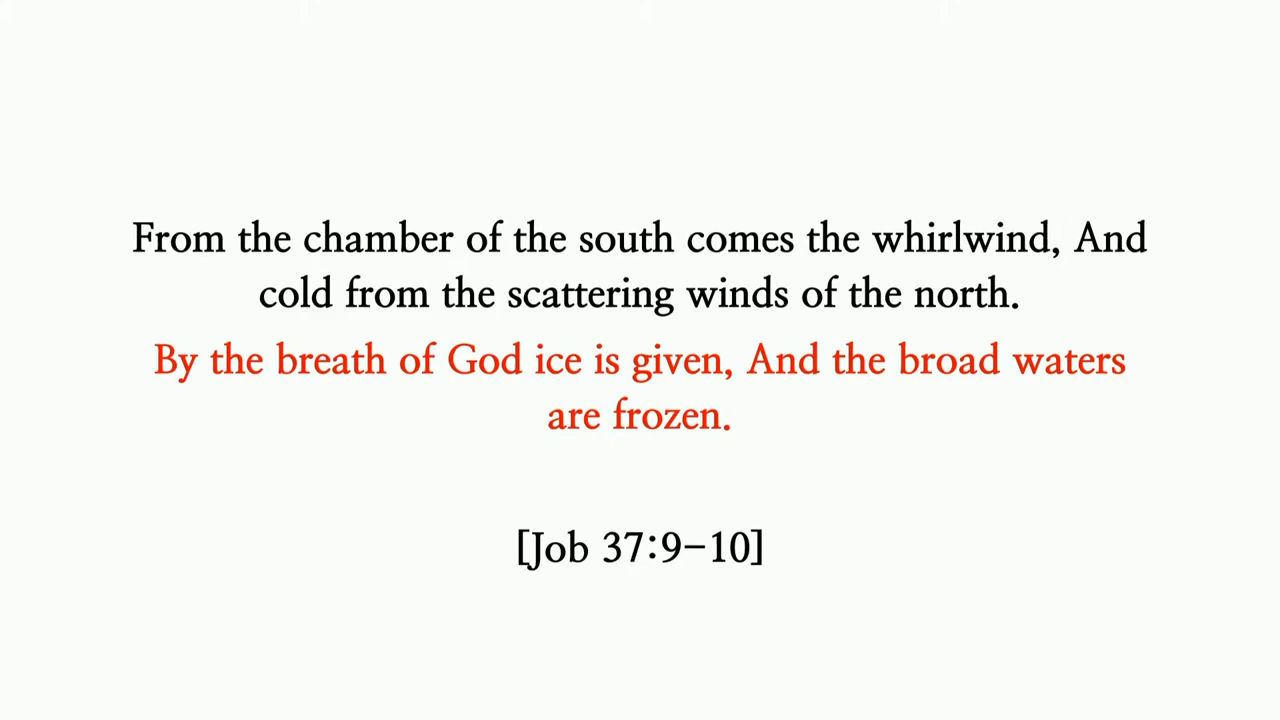 From the chamber of the south comes the whirlwind, And
cold from the scattering winds of the north.
By the breath of God ice is given, And the broad waters
are frozen.
[Job 37:9-10]